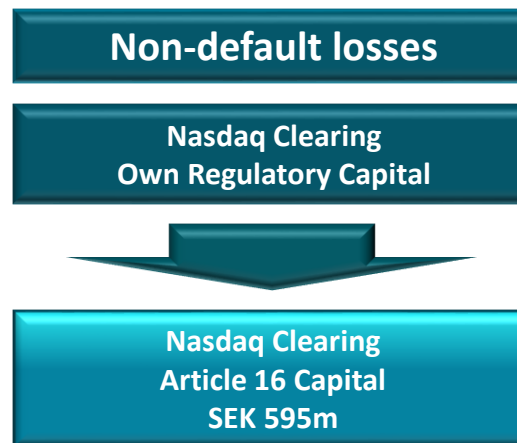 Non-default losses
Nasdaq Clearing
Own Regulatory Capital
Nasdaq Clearing
Article 16 Capital
SEK 595m